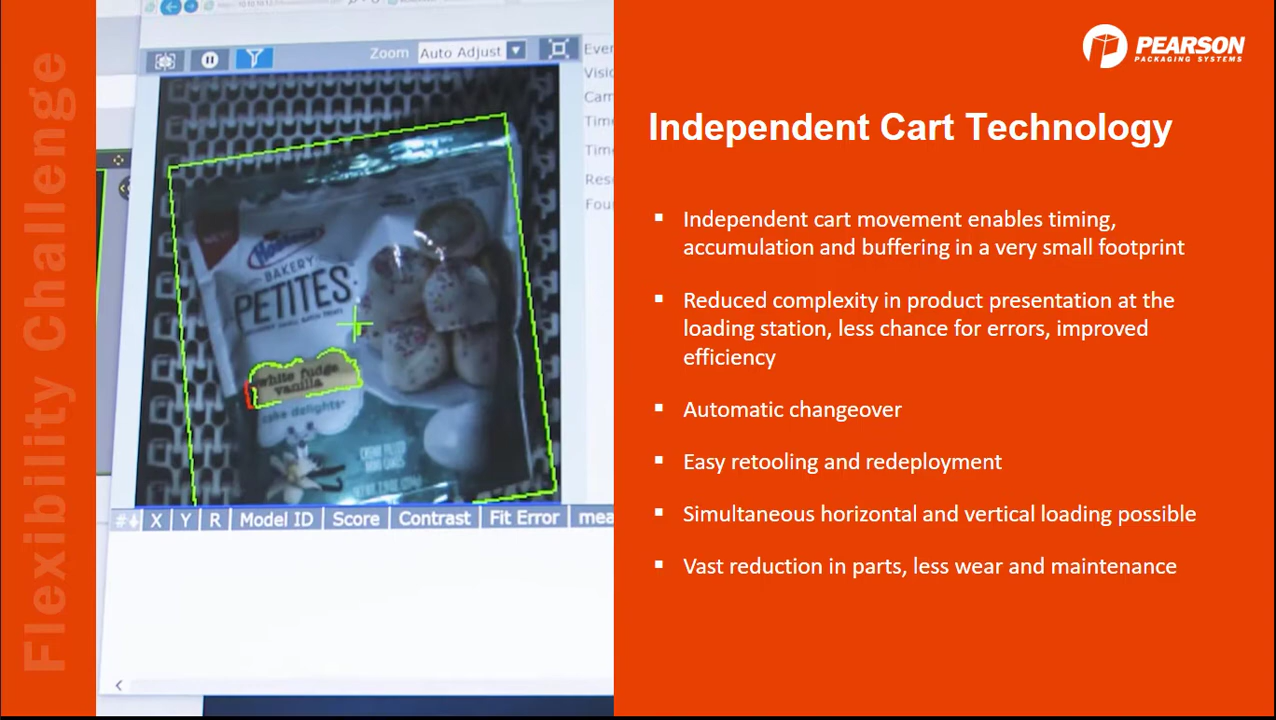 Flexibility Challenge
Zoom Auto Adjust
Hostess
BAKERY
PETITES
white fudge
vanilla
cake delights
# X Y R Model ID Score Contrast Fit Error mea
PEARSON
PACKAGING SYSTEMS
Independent Cart Technology
▪ Independent cart movement enables timing,
accumulation and buffering in a very small footprint
▪ Reduced complexity in product presentation at the
loading station, less chance for errors, improved
efficiency
▪ Automatic changeover
▪ Easy retooling and redeployment
▪ Simultaneous horizontal and vertical loading possible
▪ Vast reduction in parts, less wear and maintenance